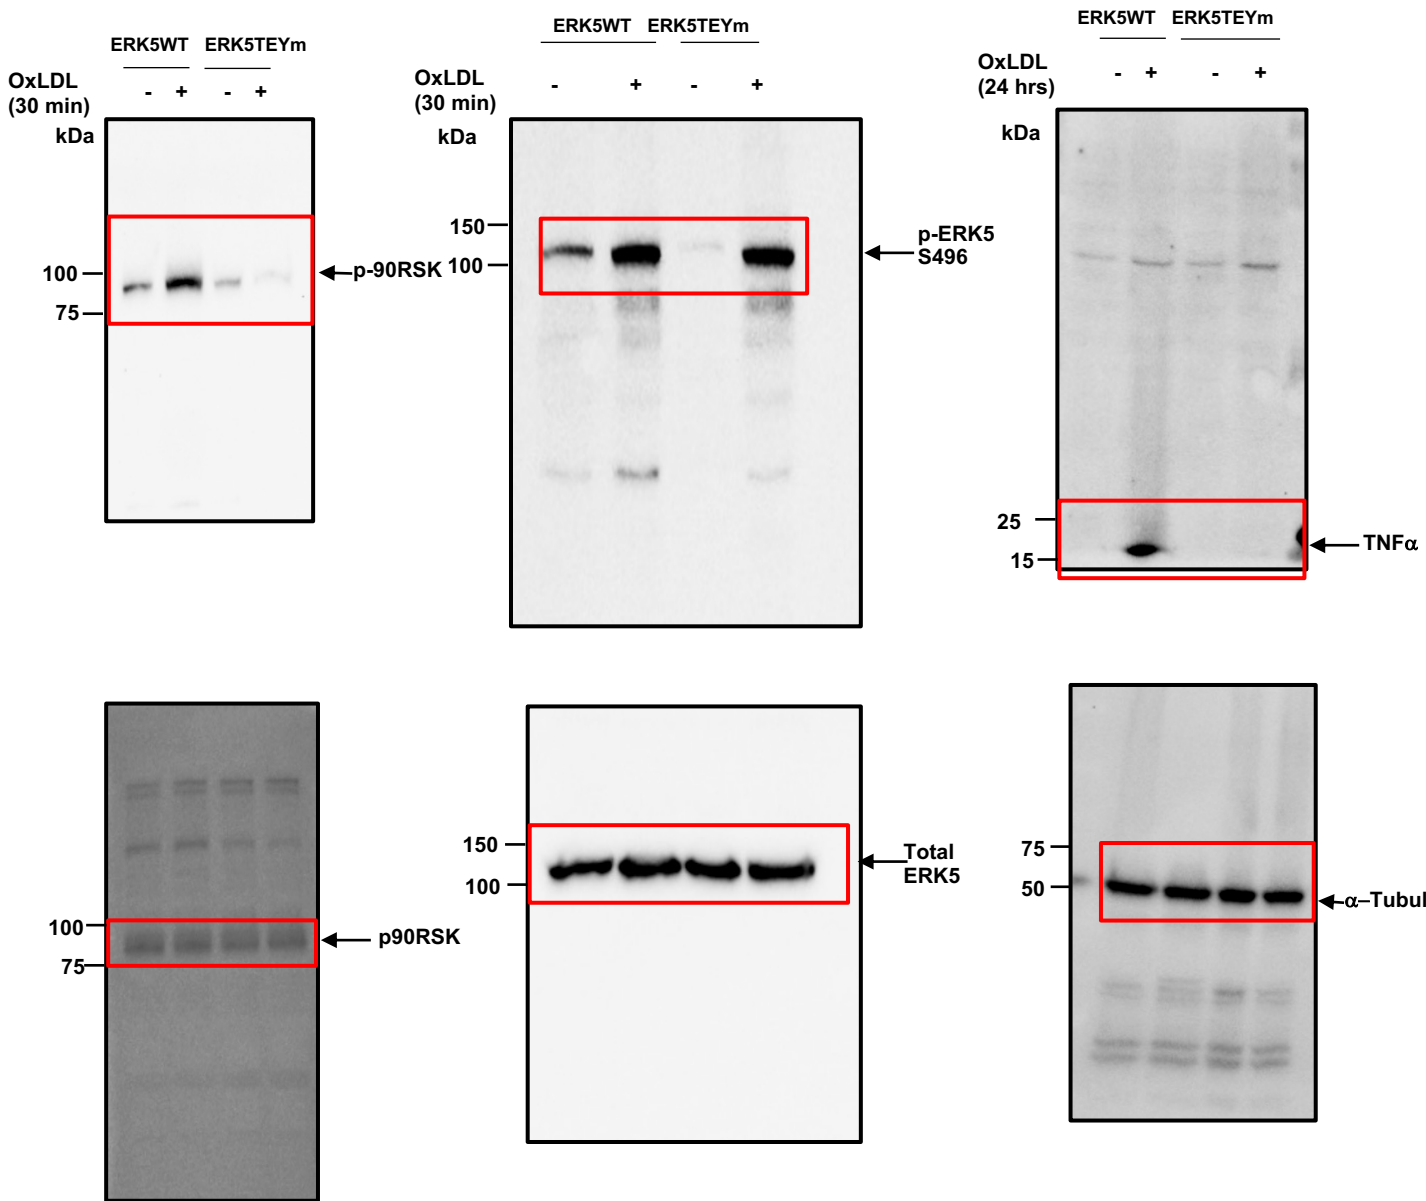 ERK5WT ERK5TEYm
OxLDL
(30 min)
- + - +
kDa
100
75
p-90RSK
ERK5WT ERK5TEYm
OxLDL
(30 min)
- + - +
kDa
150
100
p-ERK5
S496
ERK5WT ERK5TEYm
OxLDL
(24 hrs)
- + - +
kDa
25
15
TNFα
100
75
p90RSK
150
100
Total
ERK5
75
50
α–Tubul